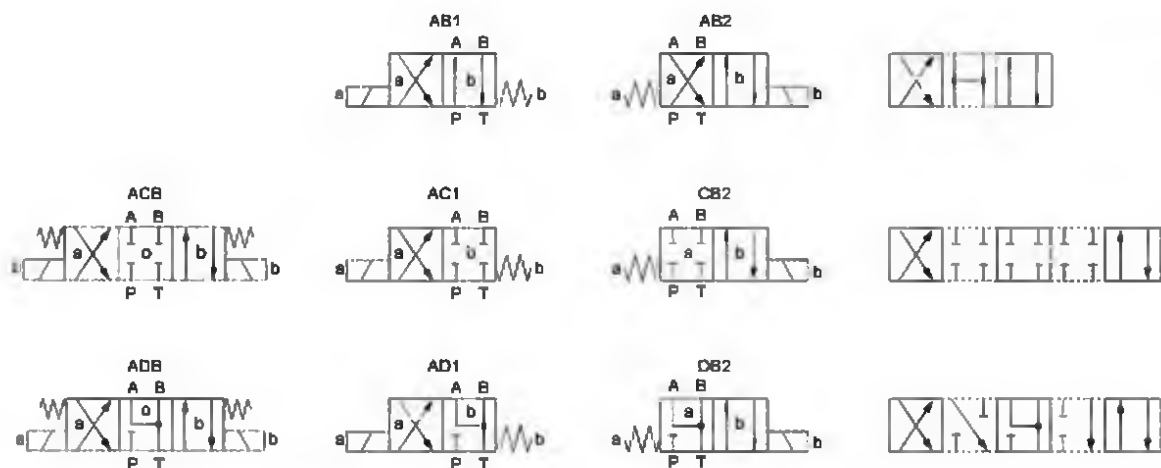 AB1 AB2
A B A B
a a b b a a b b
P T P T
ACB AC1 CB2
A B A B A B
a a o b b a a b a a b b
P T P T P T
ADB AD1 DB2
A B A B A B
a a o b b a a b b a a b b
P T P T P T